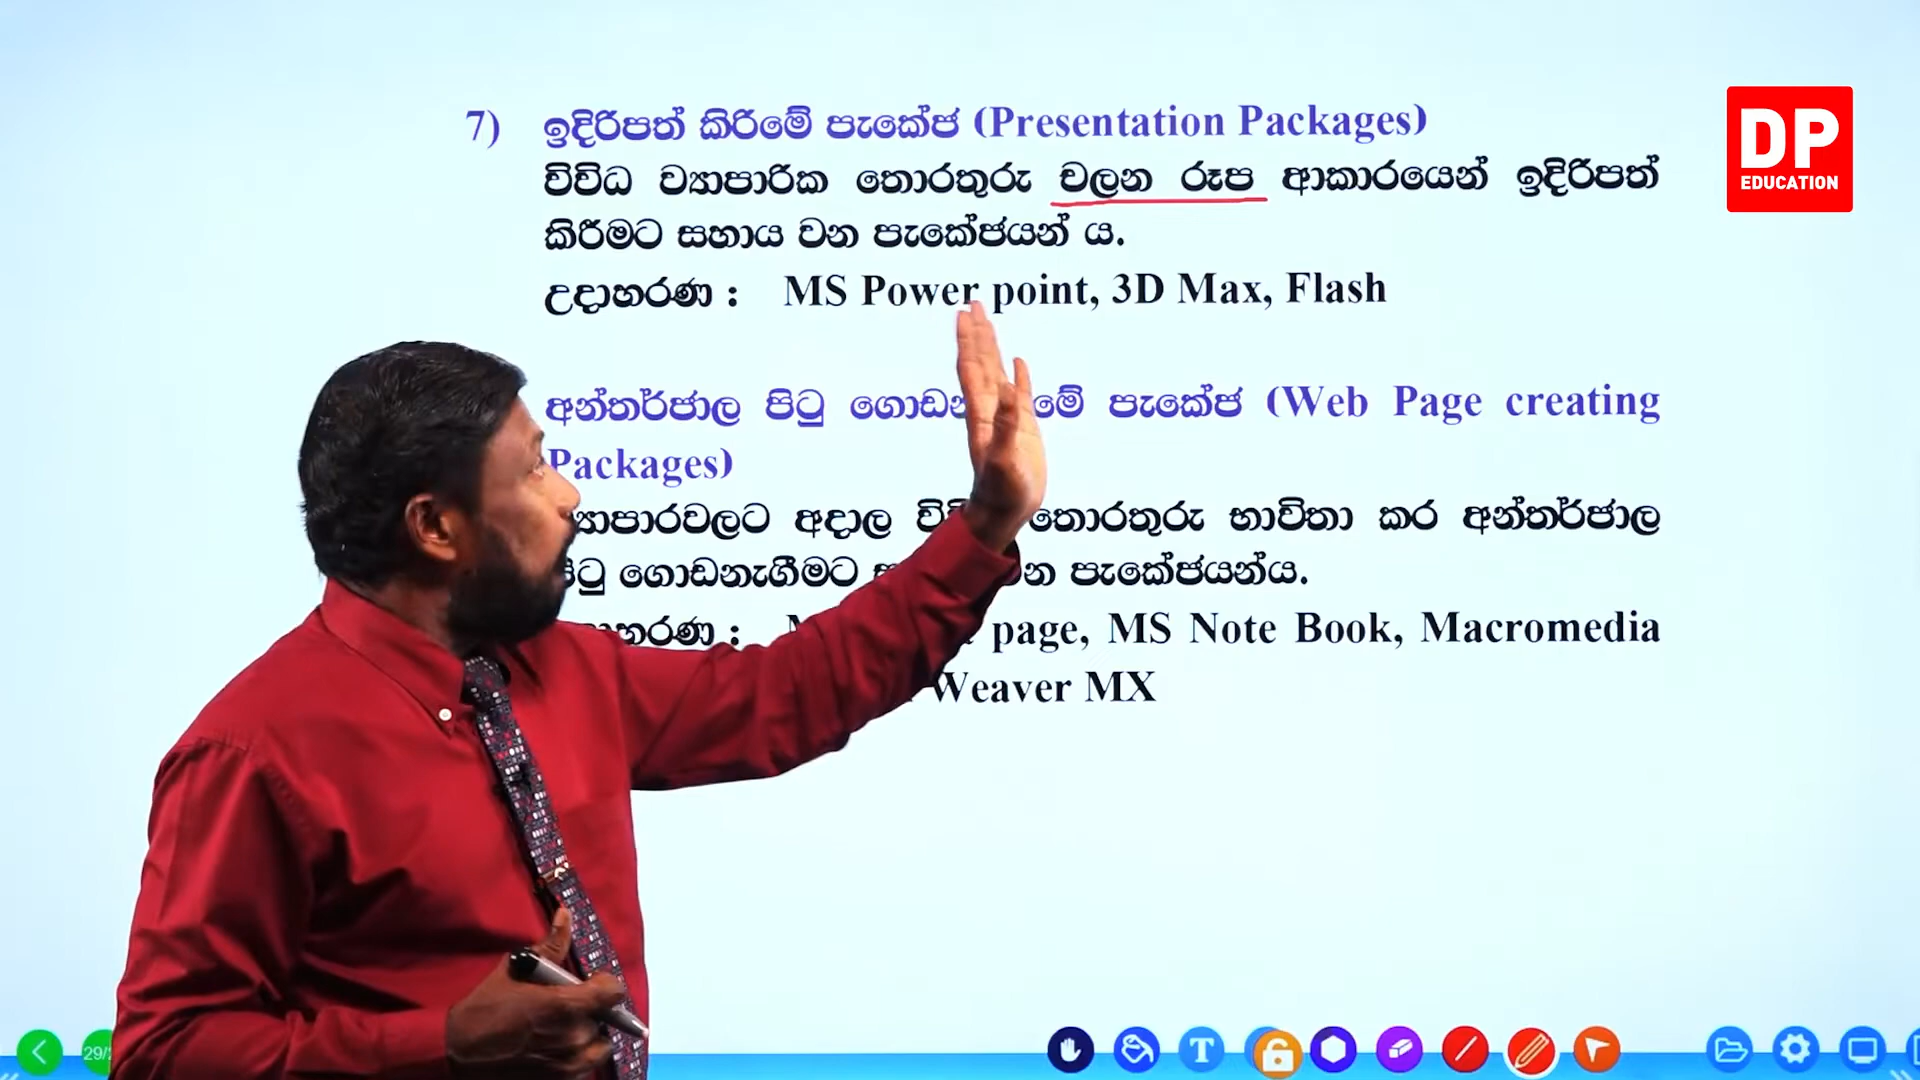 7) ඉදිරිපත් කිරිමේ පැකේජ (Presentation Packages)
විවිධ ව්‍යාපාරික තොරතුරු චලන රූප ආකාරයෙන් ඉදිරිපත්
කිරීමට සහාය වන පැකේජයන් ය.
උදාහරණ : MS Power point, 3D Max, Flash
අන්තර්ජාල පිටු (Web Page creating
Packages)
අදාල තොරතුරු භාවිතා කර අන්තර්ජාල
ගොඩනැගීමට පැකේජයන්ය.
page, MS Note Book, Macromedia
Weaver MX
DP
EDUCATION